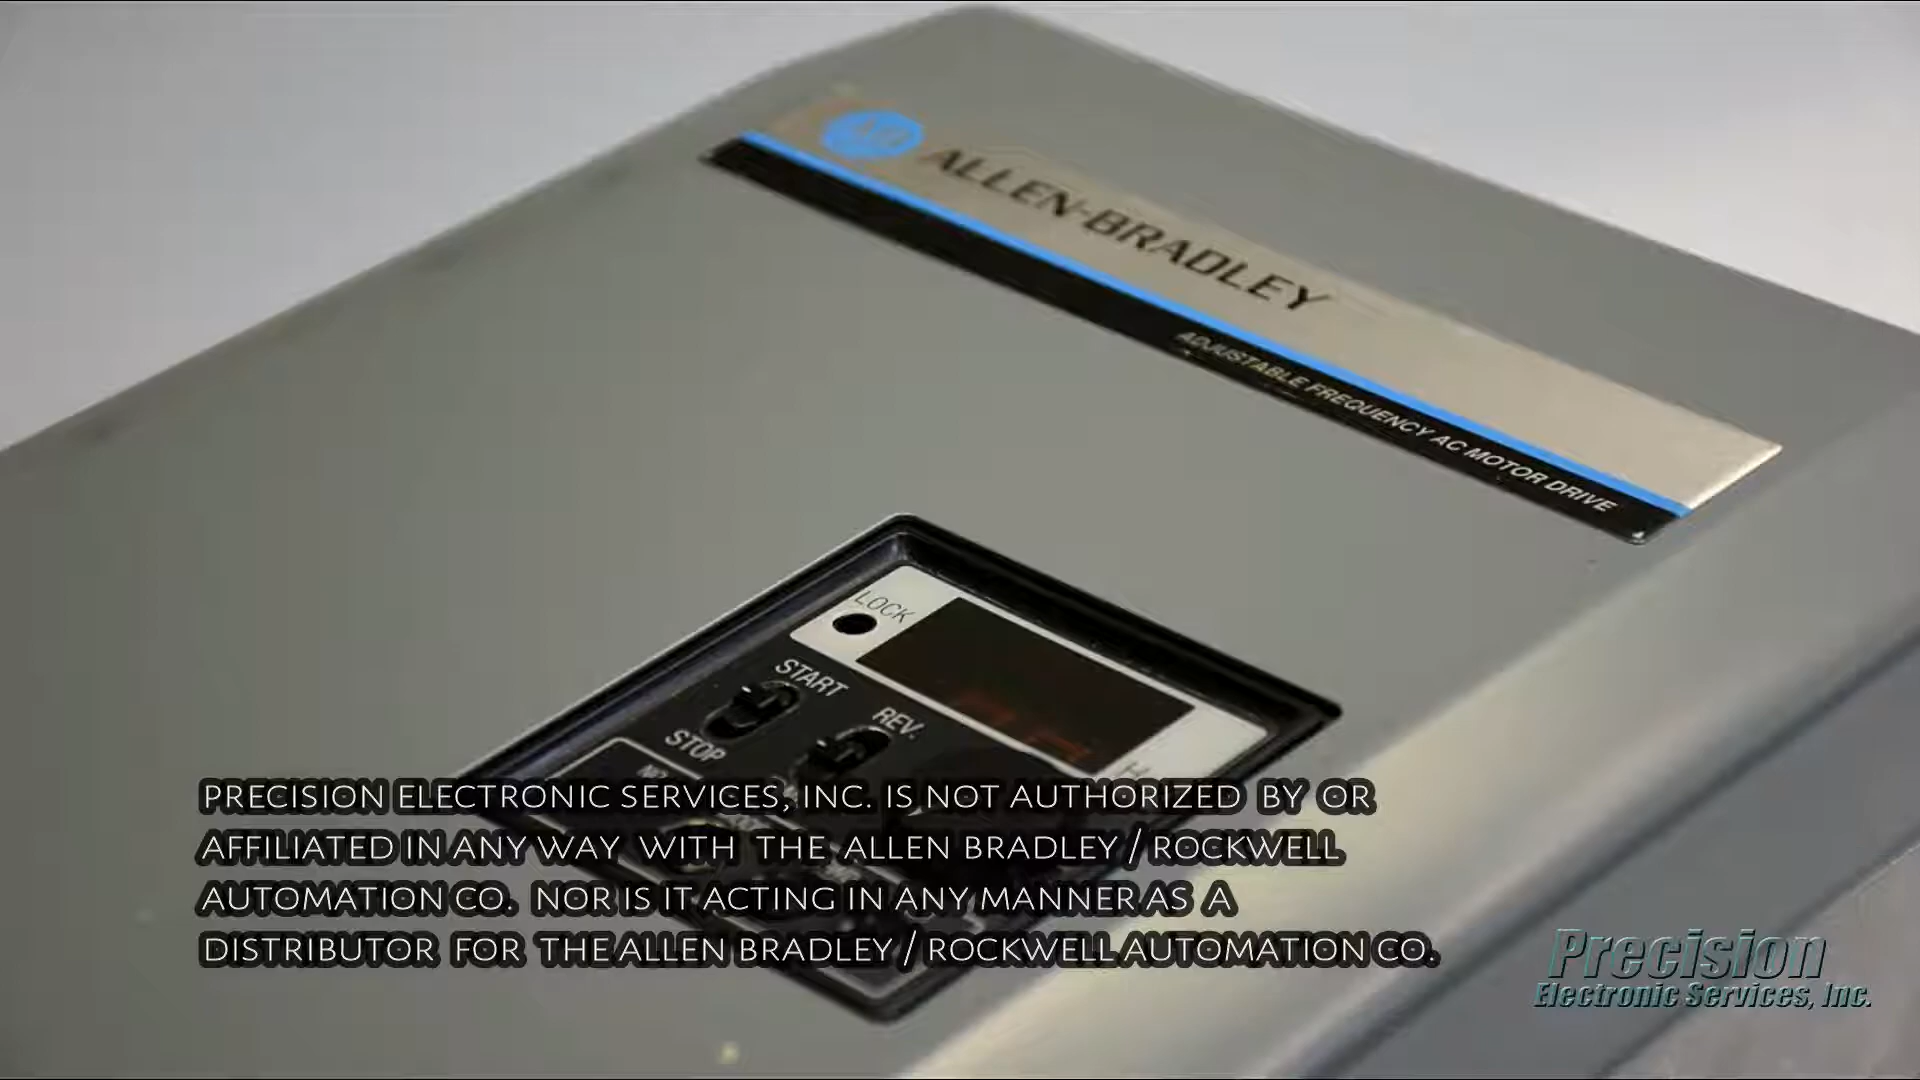 ALLEN-BRADLEY
ADJUSTABLE FREQUENCY AC MOTOR DRIVE
LOCK
START
REV.
STOP
PRECISION ELECTRONIC SERVICES, INC. IS NOT AUTHORIZED BY OR
AFFILIATED IN ANY WAY WITH THE ALLEN BRADLEY / ROCKWELL
AUTOMATION CO. NOR IS IT ACTING IN ANY MANNER AS A
DISTRIBUTOR FOR THE ALLEN BRADLEY / ROCKWELL AUTOMATION CO.
Precision
Electronic Services, Inc.